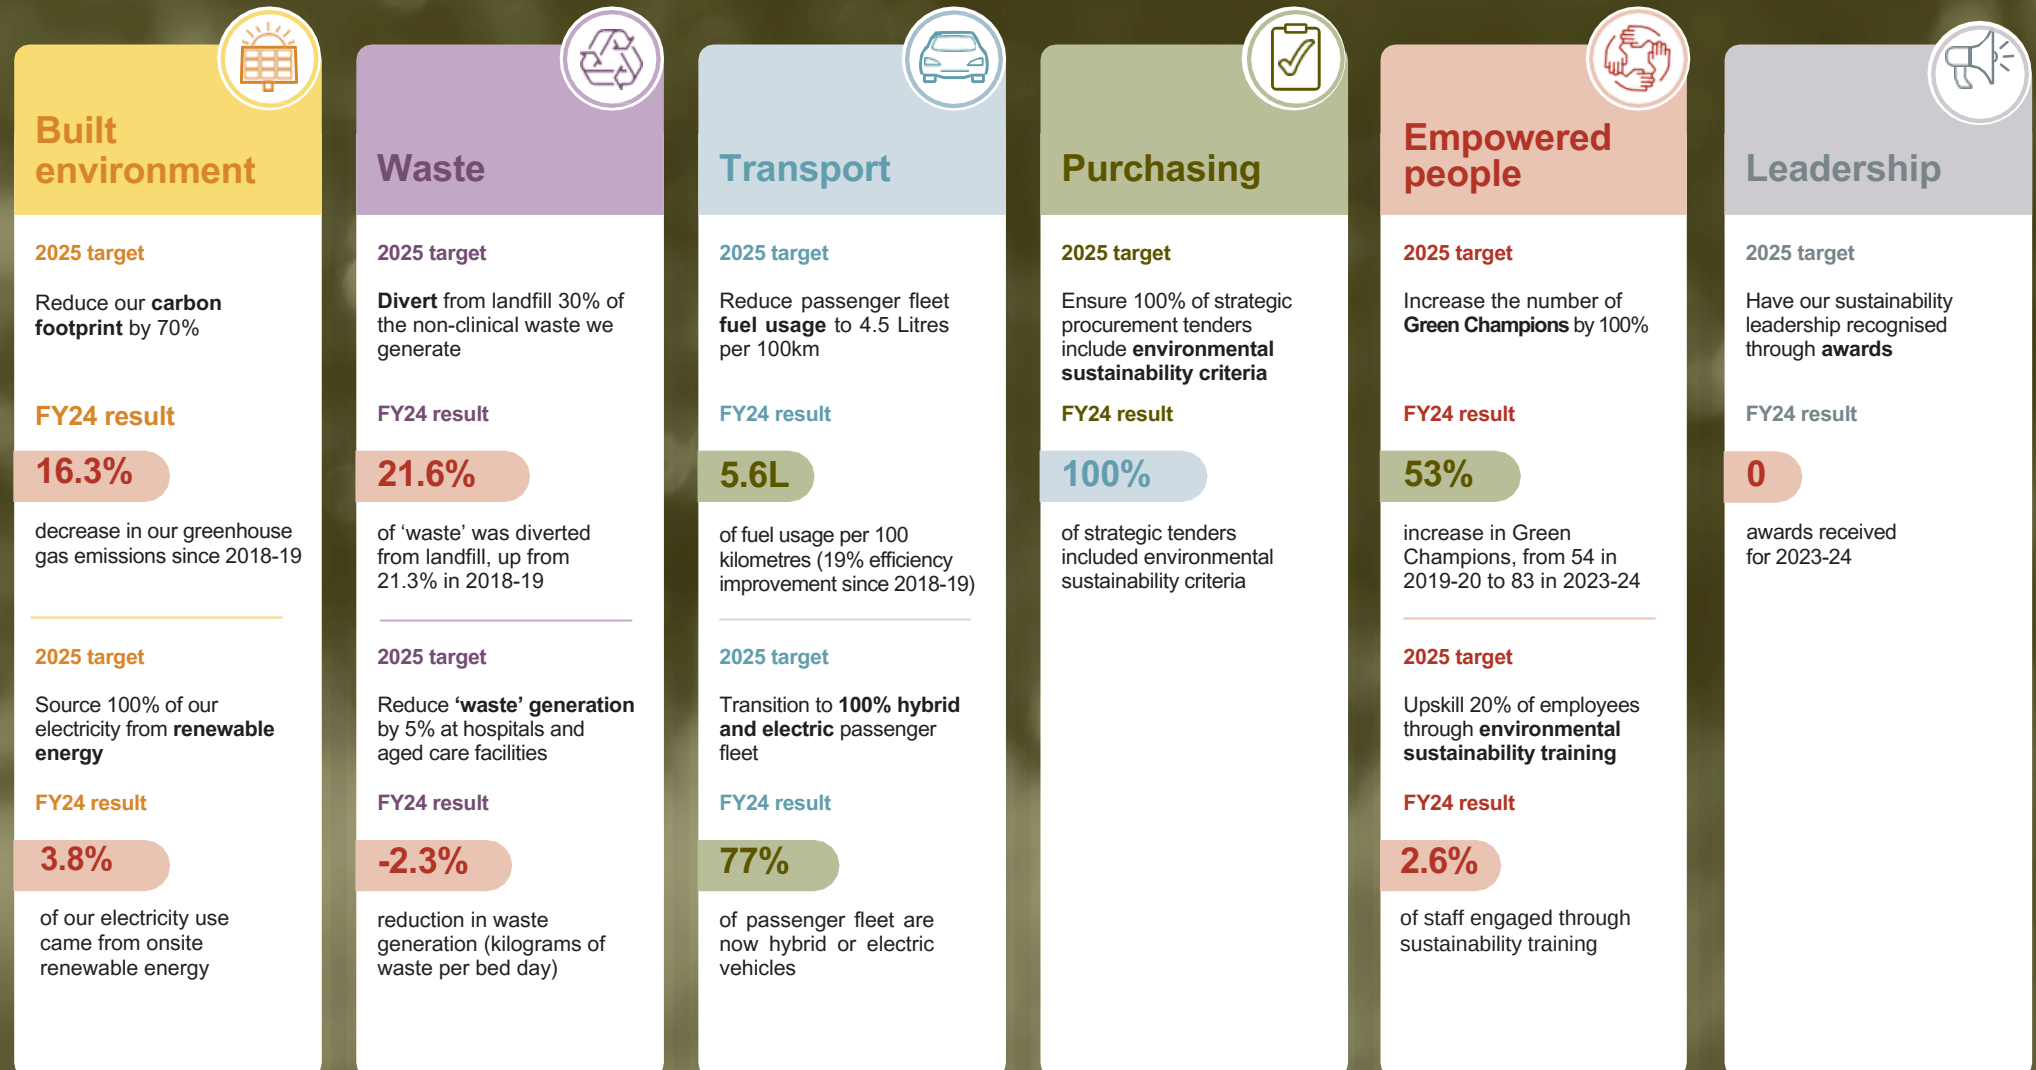 Built
environment
2025 target
Reduce our carbon
footprint by 70%
FY24 result
16.3%
decrease in our greenhouse
gas emissions since 2018-19
2025 target
Source 100% of our
electricity from renewable
energy
FY24 result
3.8%
of our electricity use
came from onsite
renewable energy
Waste
2025 target
Divert from landfill 30% of
the non-clinical waste we
generate
FY24 result
21.6%
of ‘waste’ was diverted
from landfill, up from
21.3% in 2018-19
2025 target
Reduce ‘waste’ generation
by 5% at hospitals and
aged care facilities
FY24 result
-2.3%
reduction in waste
generation (kilograms of
waste per bed day)
Transport
2025 target
Reduce passenger fleet
fuel usage to 4.5 Litres
per 100km
FY24 result
5.6L
of fuel usage per 100
kilometres (19% efficiency
improvement since 2018-19)
2025 target
Transition to 100% hybrid
and electric passenger
fleet
FY24 result
77%
of passenger fleet are
now hybrid or electric
vehicles
Purchasing
2025 target
Ensure 100% of strategic
procurement tenders
include environmental
sustainability criteria
FY24 result
100%
of strategic tenders
included environmental
sustainability criteria
Empowered
people
2025 target
Increase the number of
Green Champions by 100%
FY24 result
53%
increase in Green
Champions, from 54 in
2019-20 to 83 in 2023-24
2025 target
Upskill 20% of employees
through environmental
sustainability training
FY24 result
2.6%
of staff engaged through
sustainability training
Leadership
2025 target
Have our sustainability
leadership recognised
through awards
FY24 result
0
awards received
for 2023-24